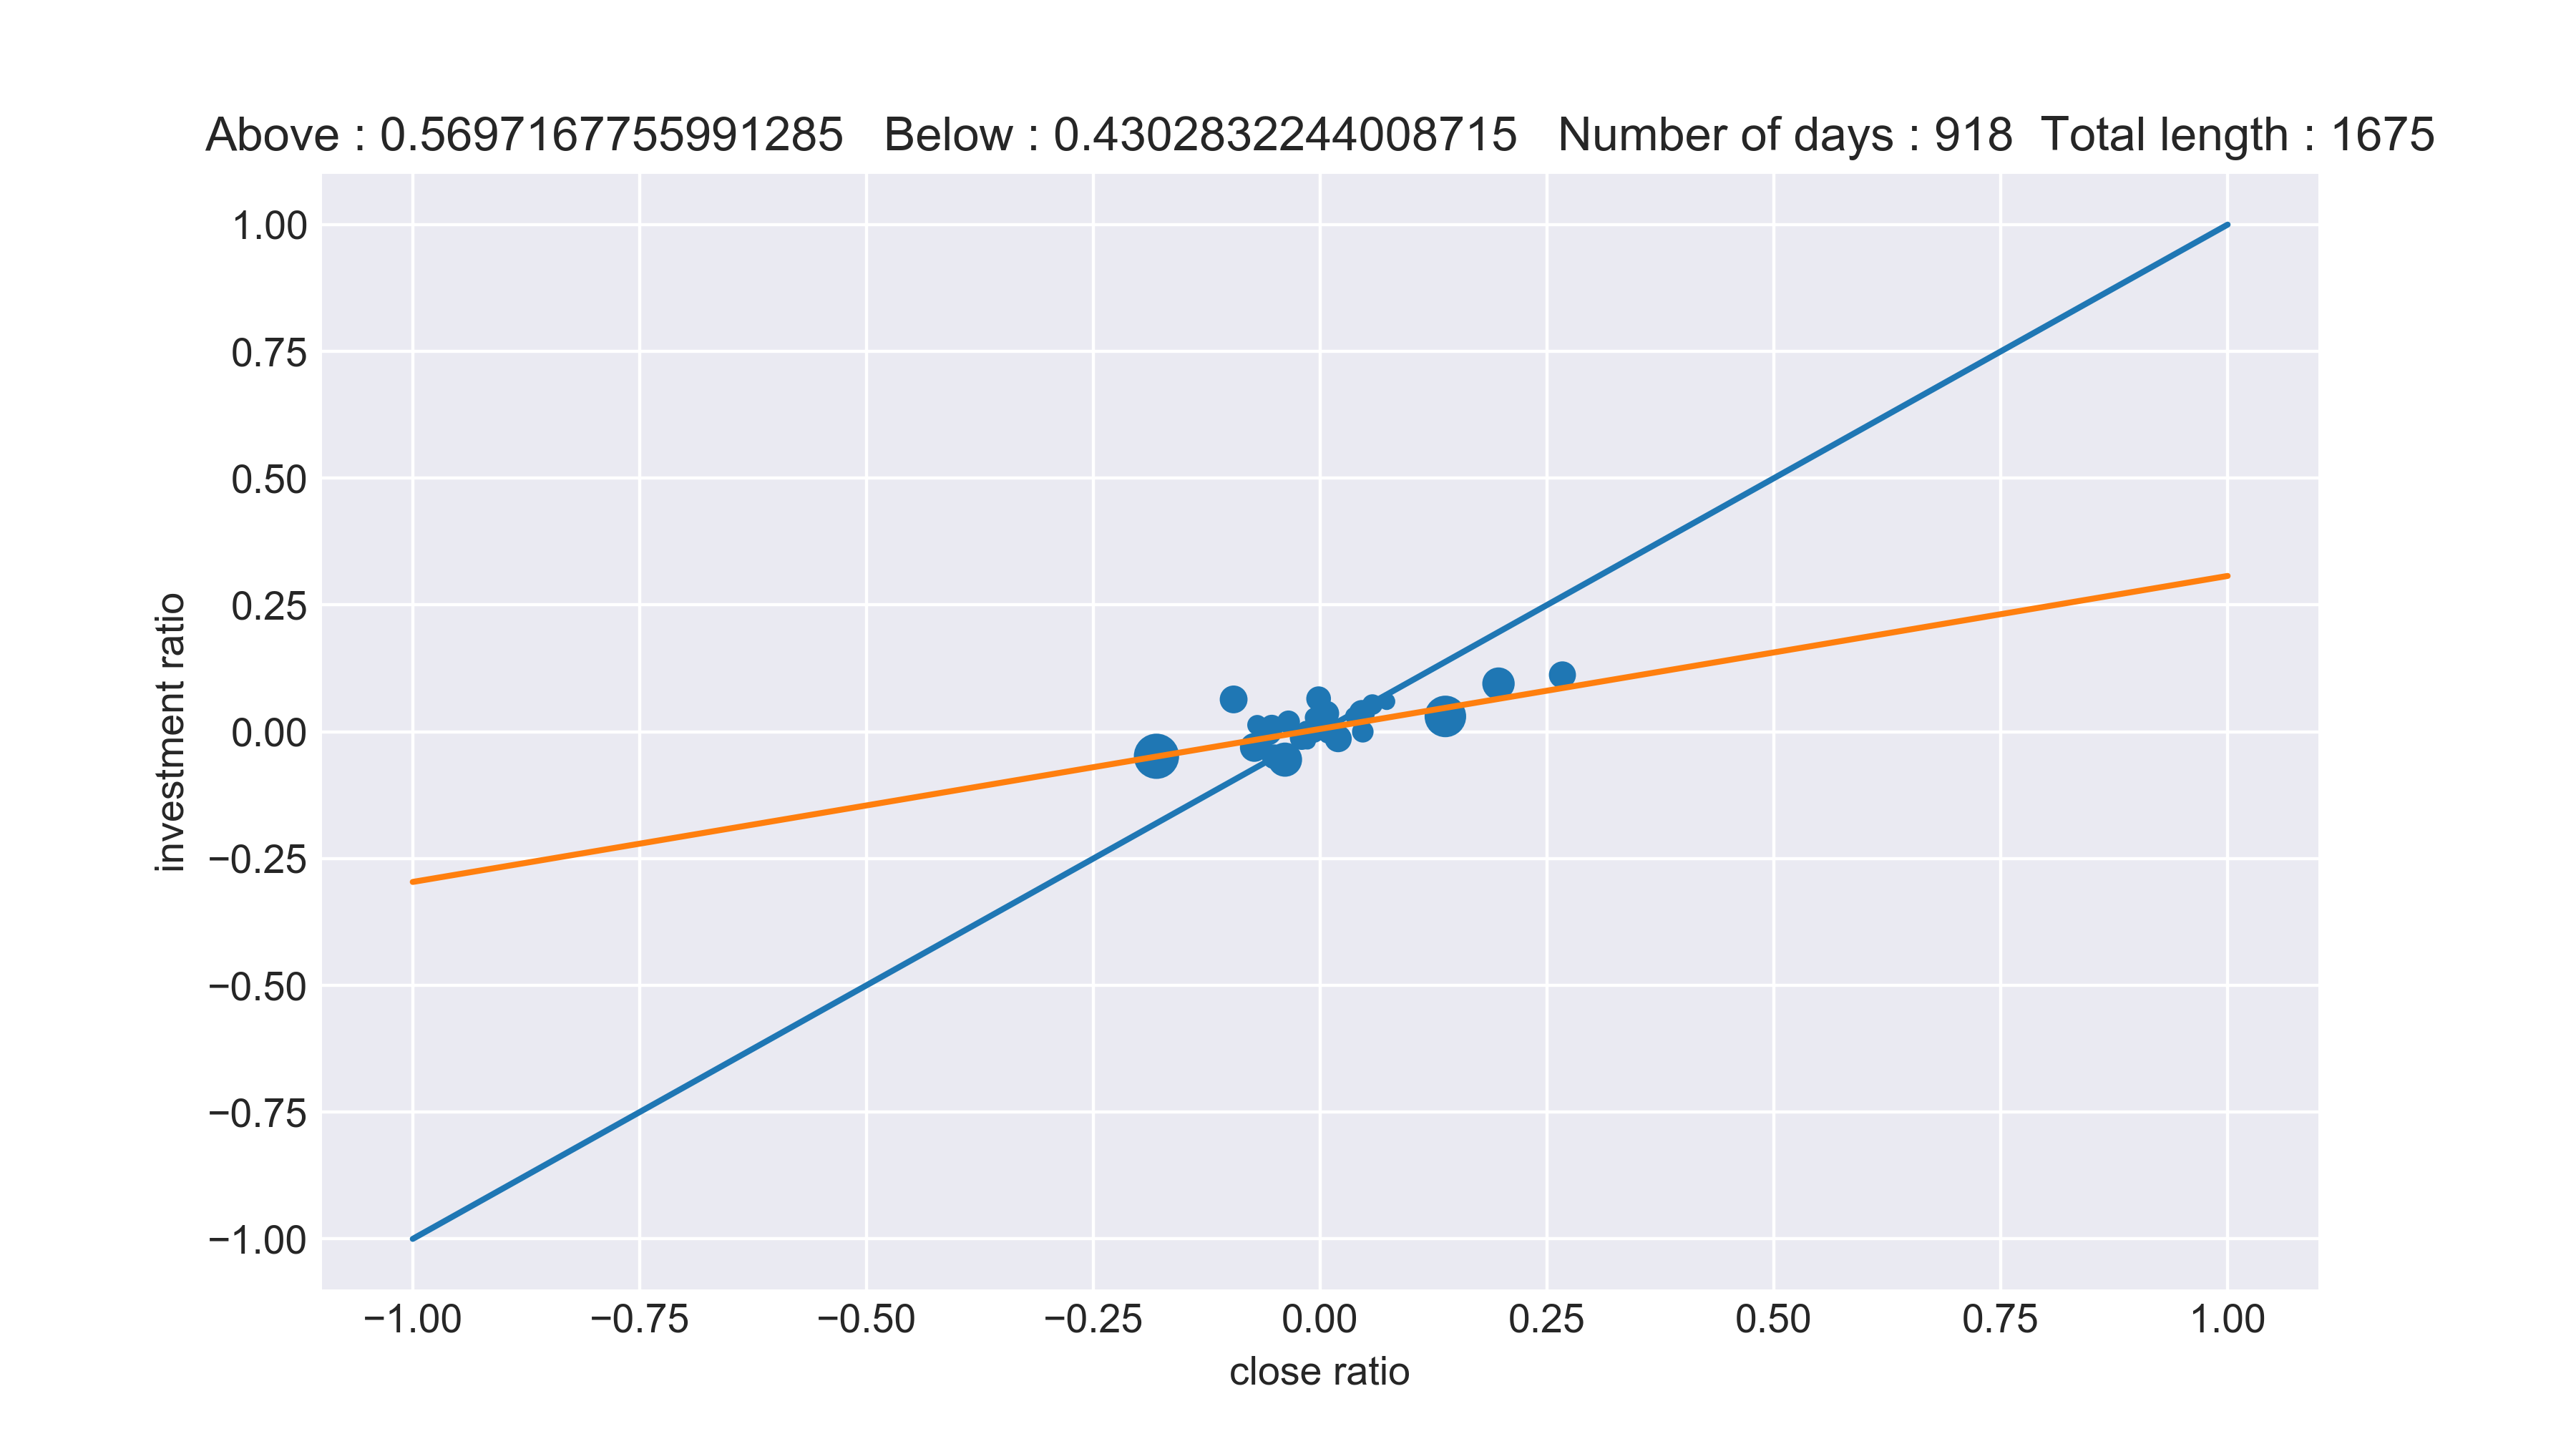 Above : 0.5697167755991285   Below : 0.4302832244008715   Number of days : 918  Total length : 1675
1.00
0.75
0.50
0.25
0.00
−0.25
−0.50
−0.75
−1.00
investment ratio
−1.00 −0.75 −0.50 −0.25 0.00 0.25 0.50 0.75 1.00
close ratio